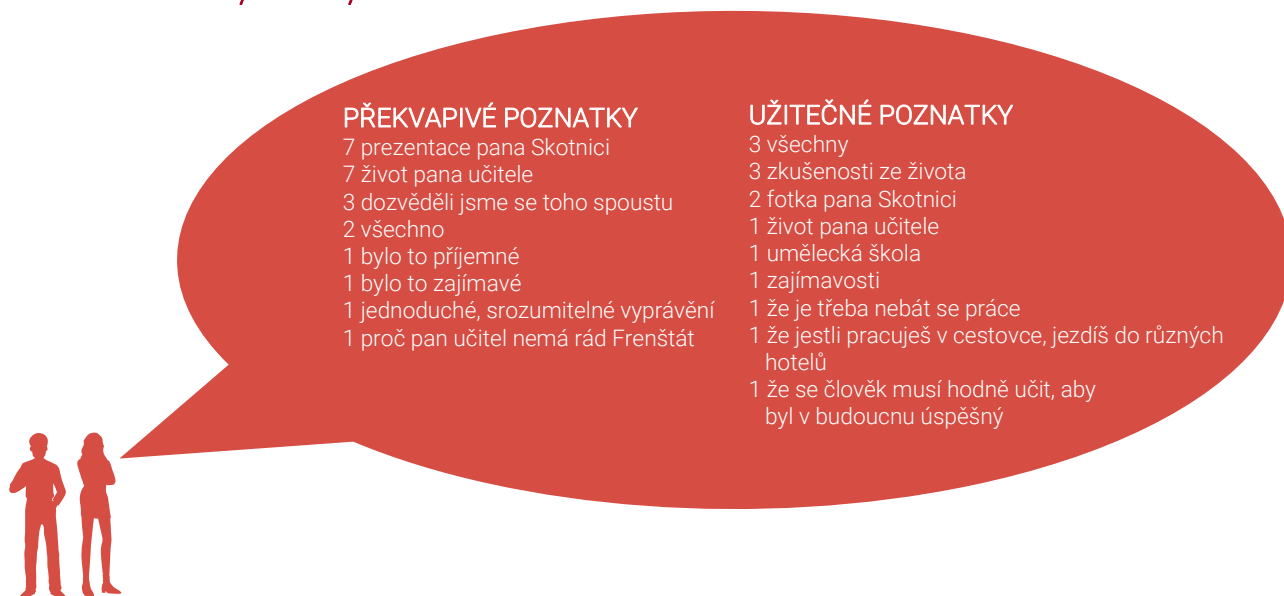 PŘEKVAPIVÉ POZNATKY
7 prezentace pana Skotnici
7 život pana učitele
3 dozvěděli jsme se toho spoustu
2 všechno
1 bylo to příjemné
1 bylo to zajímavé
1 jednoduché, srozumitelné vyprávění
1 proč pan učitel nemá rád Frenštát
UŽITEČNÉ POZNATKY
3 všechny
3 zkušenosti ze života
2 fotka pana Skotnici
1 život pana učitele
1 umělecká škola
1 zajímavosti
1 že je třeba nebát se práce
1 že jestli pracuješ v cestovce, jezdíš do různých
hotelů
1 že se člověk musí hodně učit, aby
byl v budoucnu úspěšný